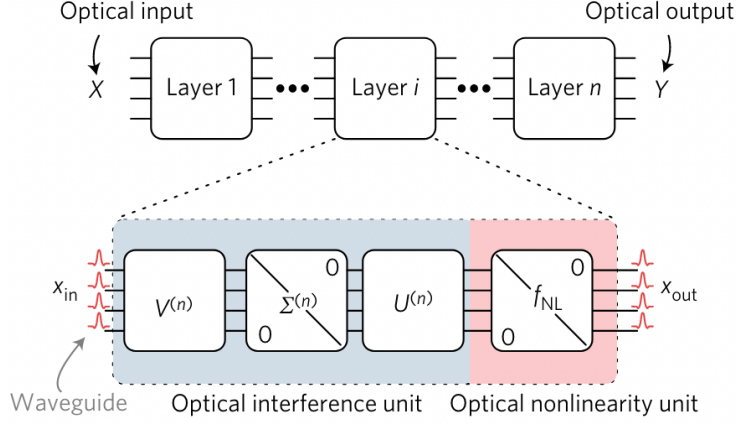 Optical input
Optical output
X
Layer 1
•••
Layer i
•••
Layer n
Y
x_in
V^(n)
0
Σ^(n)
0
U^(n)
0
f_NL
0
x_out
Waveguide
Optical interference unit
Optical nonlinearity unit